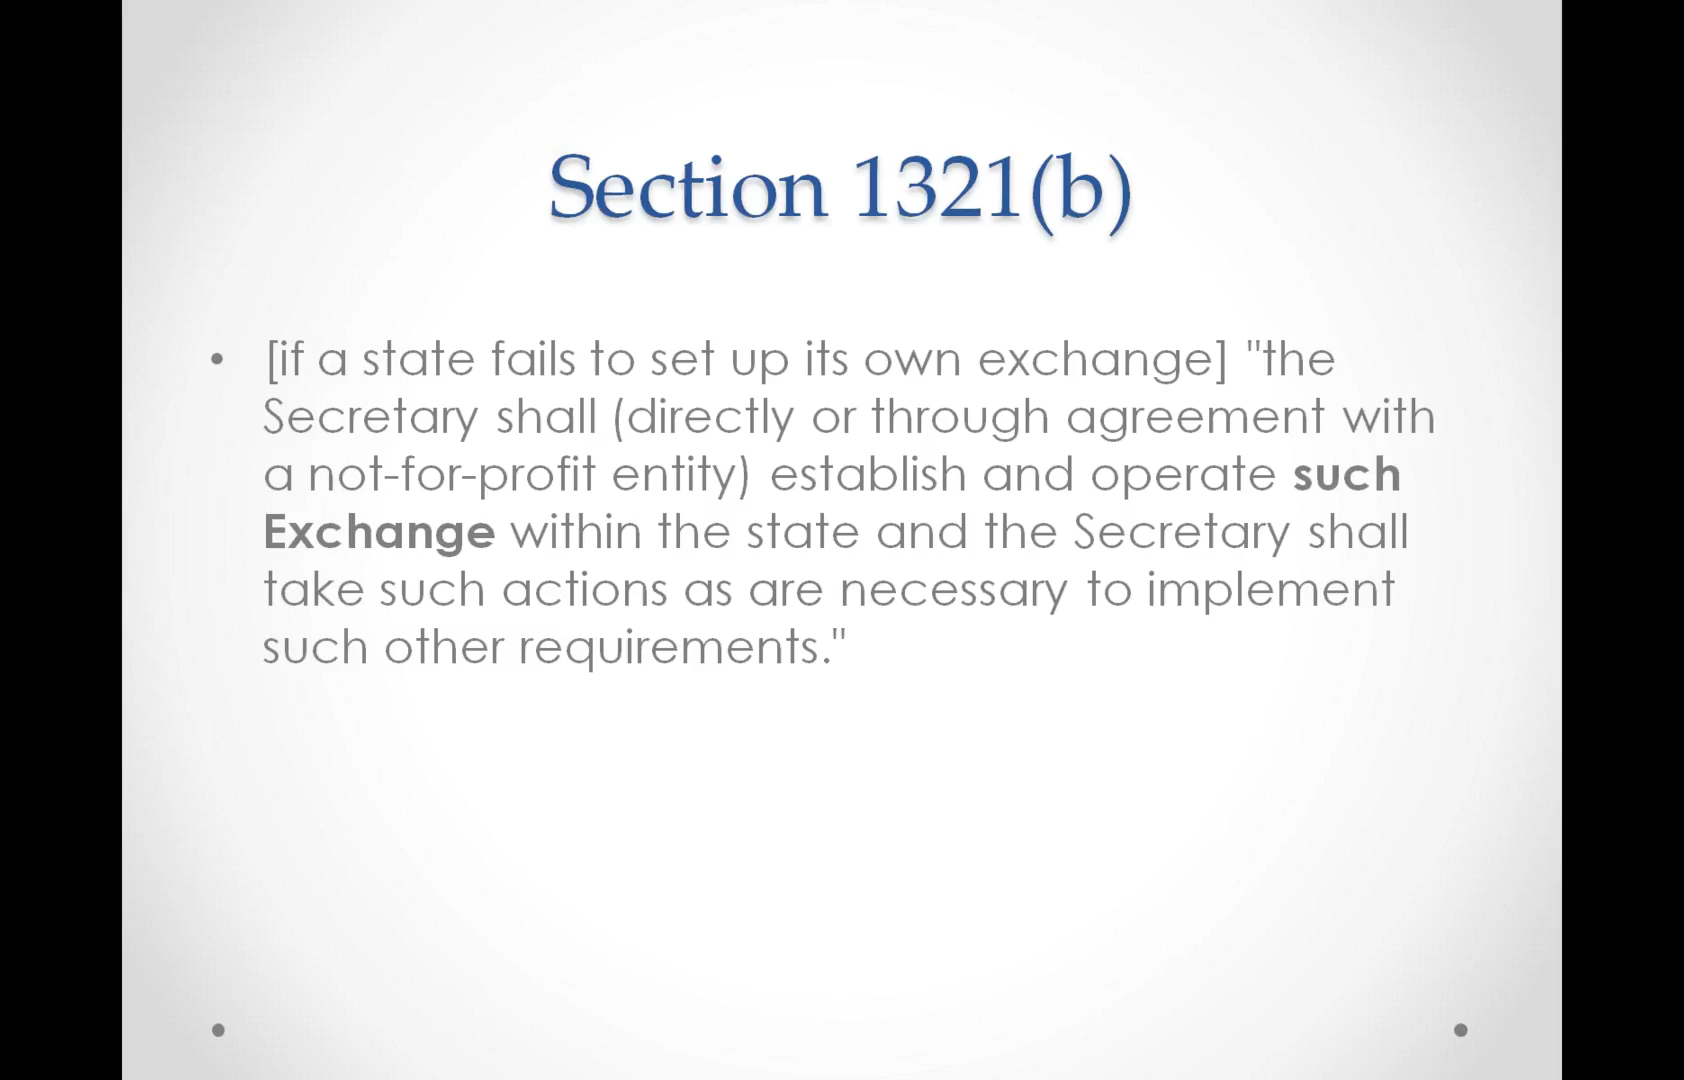 Section 1321(b)
• [if a state fails to set up its own exchange] "the
Secretary shall (directly or through agreement with
a not-for-profit entity) establish and operate such
Exchange within the state and the Secretary shall
take such actions as are necessary to implement
such other requirements."